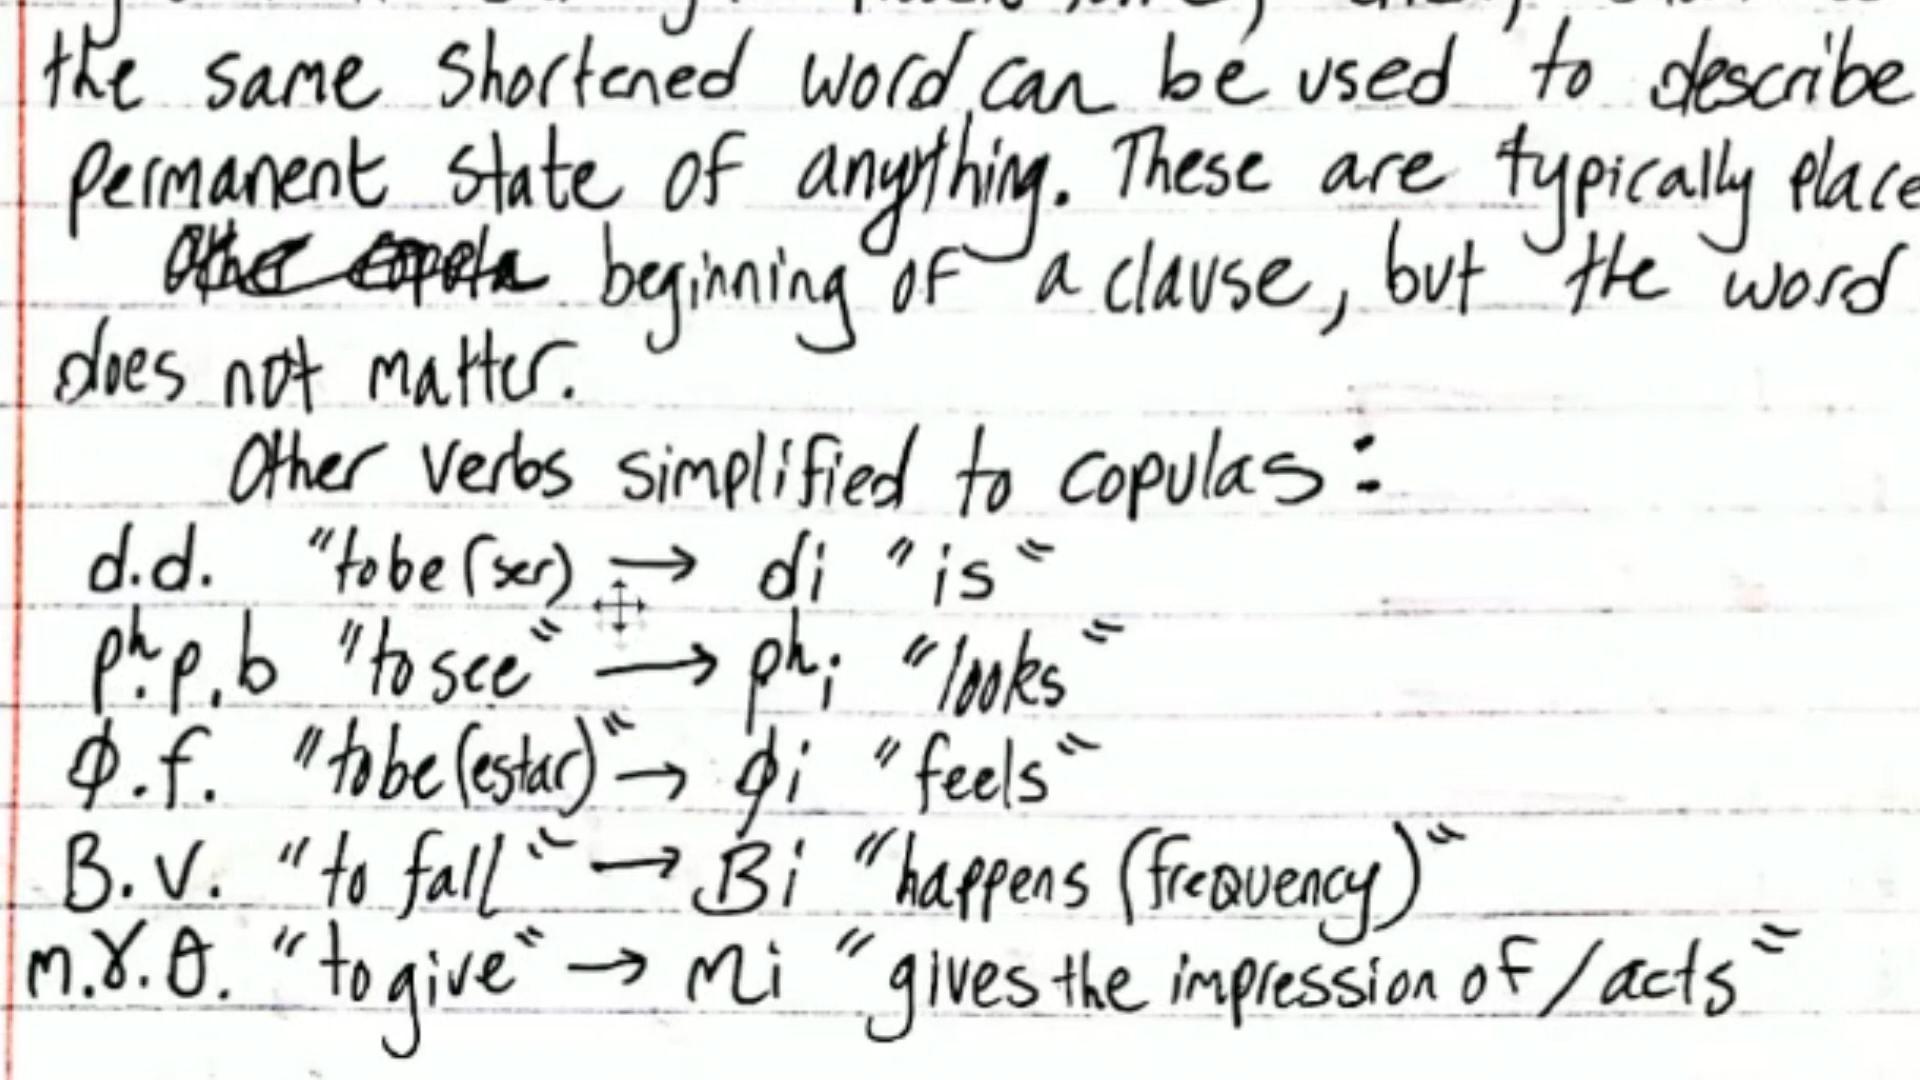 the same shortened word can be used to describe
permanent state of anything. These are typically place
beginning of a clause, but the word
does not matter.
Other verbs simplified to copulas:
d.d. "to be (ser) → di "is"
pʰ.p.b "to see" → pʰi "looks"
ɸ.f. "to be (estar)" → ɸi "feels"
B.v. "to fall" → Bi "happens (frequency)"
m.ɣ.θ. "to give" → mi "gives the impression of / acts"